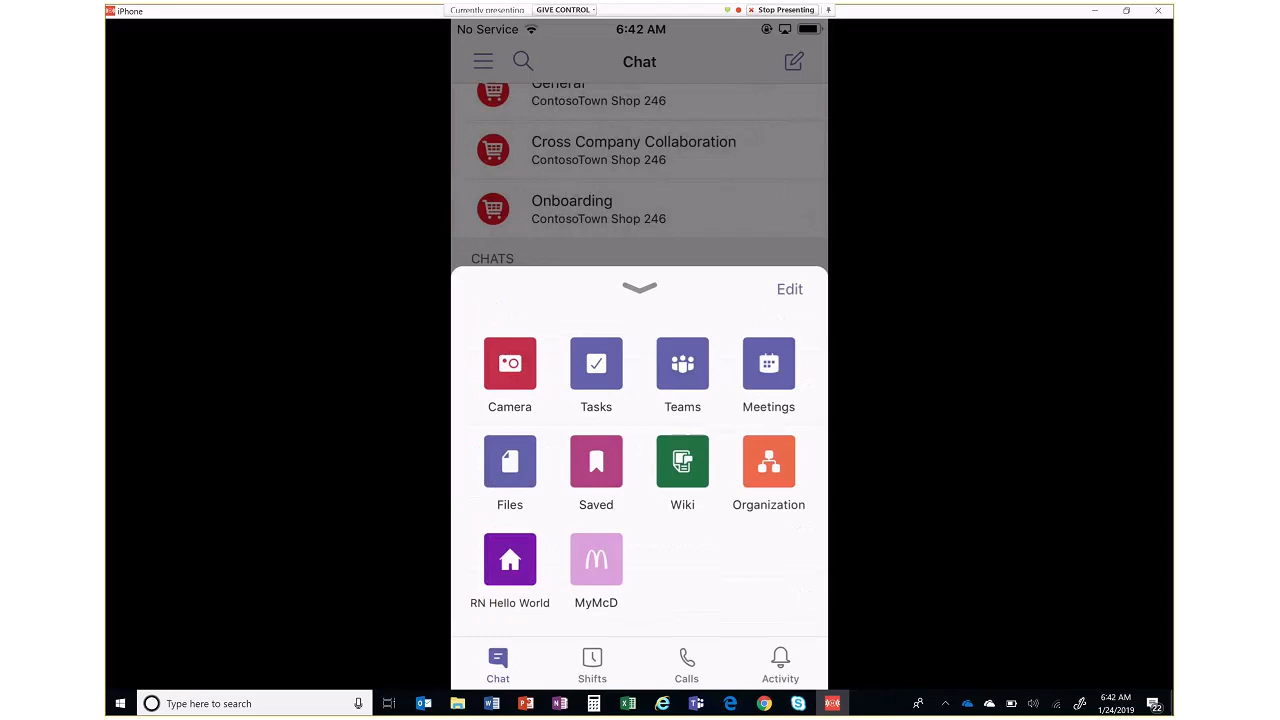 iPhone
Currently presenting
GIVE CONTROL
Stop Presenting
No Service
6:42 AM
Chat
General
ContosoTown Shop 246
Cross Company Collaboration
ContosoTown Shop 246
Onboarding
ContosoTown Shop 246
CHATS
Edit
Camera
Tasks
Teams
Meetings
Files
Saved
Wiki
Organization
RN Hello World
MyMcD
Chat
Shifts
Calls
Activity
Type here to search
6:42 AM
1/24/2019
22